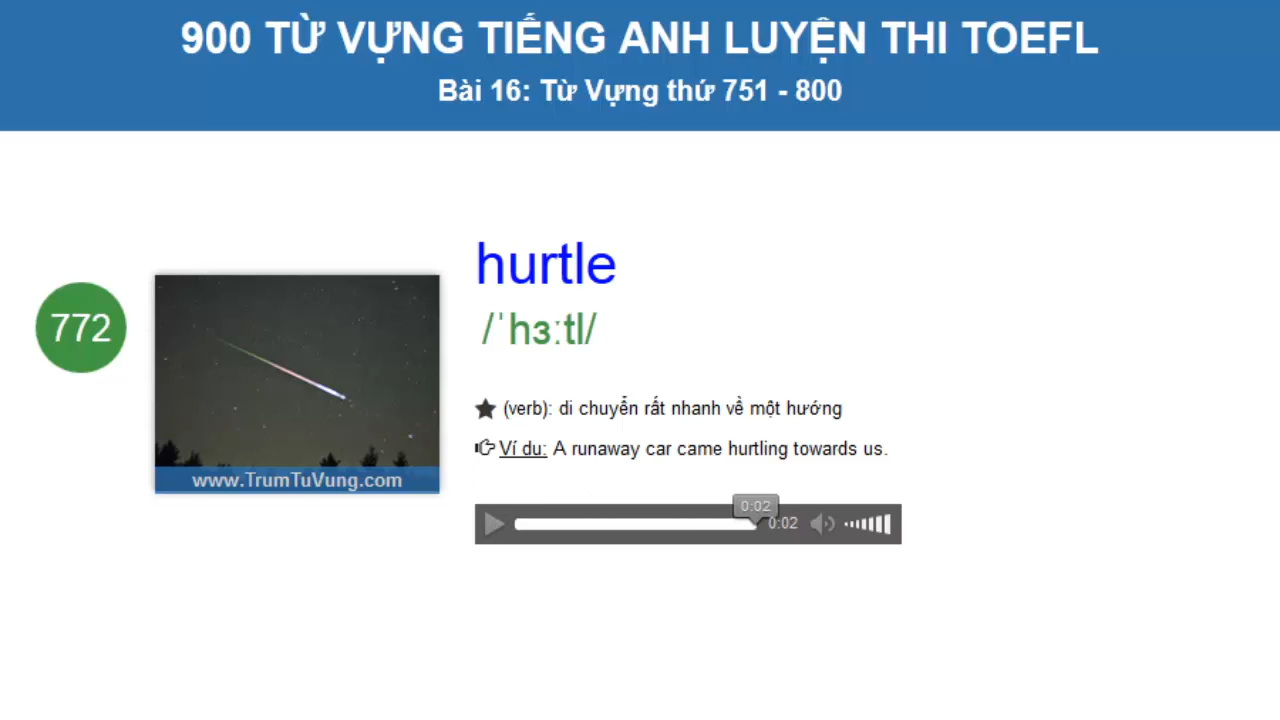 900 TỪ VỰNG TIẾNG ANH LUYỆN THI TOEFL
Bài 16: Từ Vựng thứ 751 - 800
772
www.TrumTuVung.com
hurtle
/ˈhɜːtl/
(verb): di chuyển rất nhanh về một hướng
Ví dụ: A runaway car came hurtling towards us.
0:02
0:02